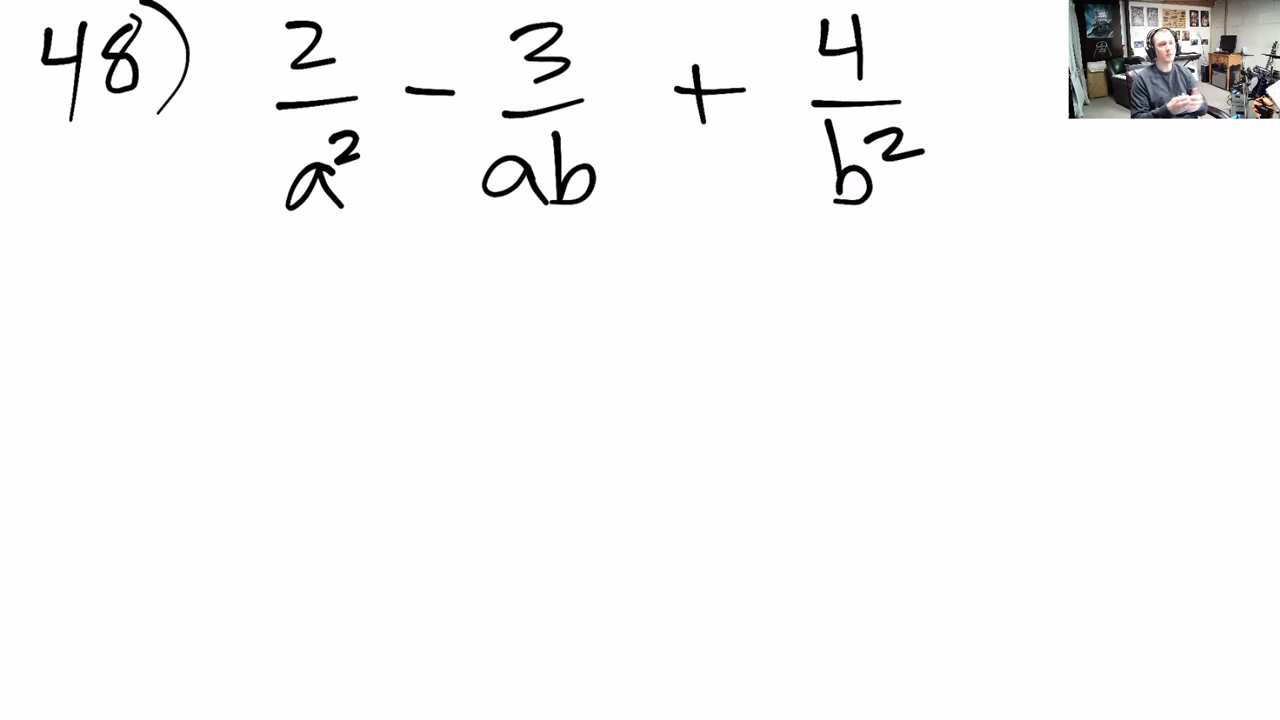 48) 2/a² - 3/ab + 4/b²